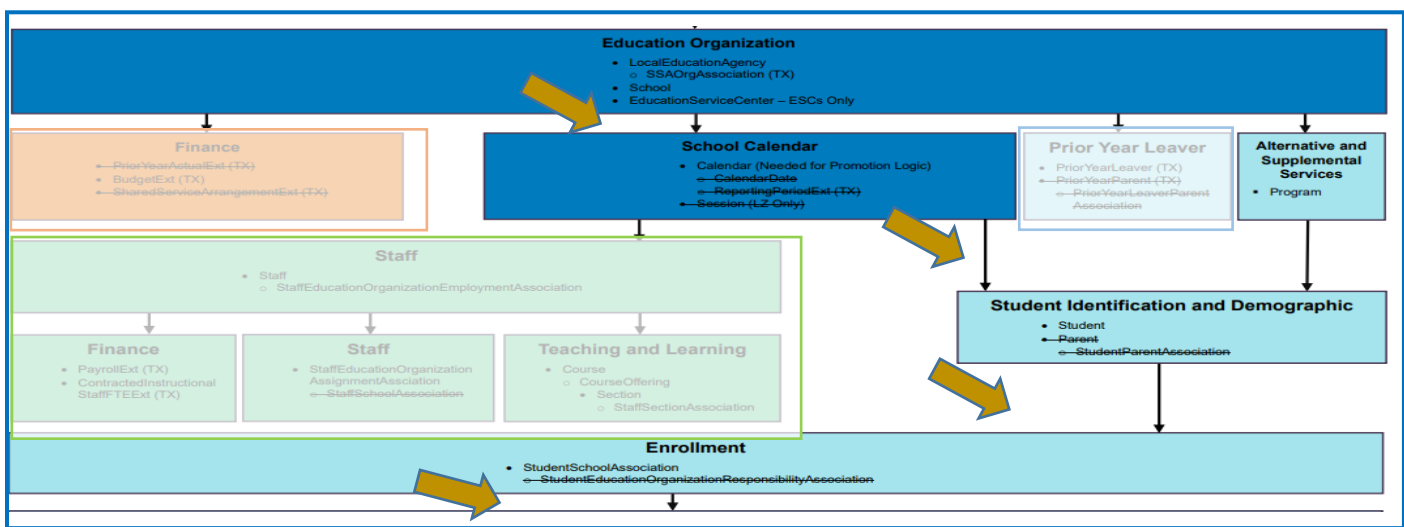 Education Organization
• LocalEducationAgency
o SSAOrgAssociation (TX)
• School
• EducationServiceCenter – ESCs Only
Finance
• PriorYearActualExt (TX)
• BudgetExt (TX)
• SharedServiceArrangementExt (TX)
School Calendar
• Calendar (Needed for Promotion Logic)
o CalendarDate
o ReportingPeriodExt (TX)
• Session (LZ Only)
Prior Year Leaver
• PriorYearLeaver (TX)
• PriorYearParent (TX)
o PriorYearLeaverParent
Association
Alternative and
Supplemental
Services
• Program
Staff
• Staff
o StaffEducationOrganizationEmploymentAssociation
Student Identification and Demographic
• Student
• Parent
o StudentParentAssociation
Finance
• PayrollExt (TX)
• ContractedInstructional
StaffFTEExt (TX)
Staff
• StaffEducationOrganization
AssignmentAssciation
o StaffSchoolAssociation
Teaching and Learning
• Course
o CourseOffering
• Section
o StaffSectionAssociation
Enrollment
• StudentSchoolAssociation
o StudentEducationOrganizationResponsibilityAssociation